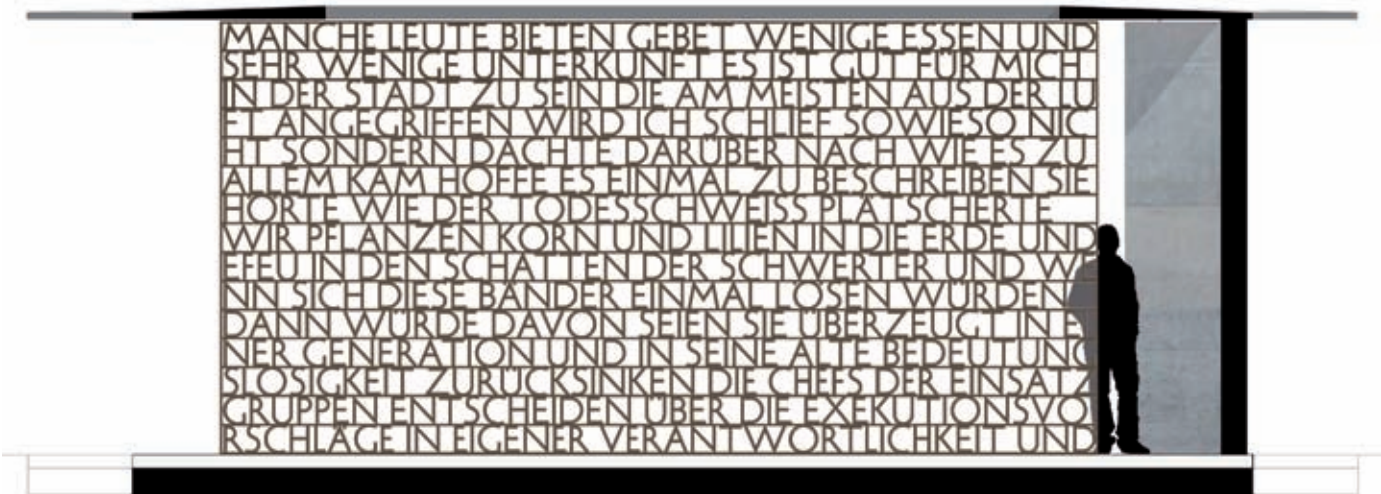 MANCHE LEUTE BIETEN GEBET WENIGE ESSEN UND
SEHR WENIGE UNTERKUNFT ES IST GUT FÜR MICH
IN DER STADT ZU SEIN DIE AM MEISTEN AUS DER LU
FT ANGEGRIFFEN WIRD ICH SCHLIEF SOWIESO NIC
HT SONDERN DACHTE DARÜBER NACH WIE ES ZU
ALLEM KAM HOFFE ES EINMAL ZU BESCHREIBEN SIE
HÖRTE WIE DER TODESSCHWEISS PLÄTSCHERTE
WIR PFLANZEN KORN UND LILIEN IN DIE ERDE UND
EFEU IN DEN SCHATTEN DER SCHWERTER UND WE
NN SICH DIESE BÄNDER EINMAL LÖSEN WÜRDEN
DANN WÜRDE DAVON SEIEN SIE ÜBERZEUGT IN EI
NER GENERATION UND IN SEINE ALTE BEDEUTUNG
SLOSIGKEIT ZURÜCKSINKEN DIE CHEFS DER EINSATZ
GRUPPEN ENTSCHEIDEN ÜBER DIE EXEKUTIONSVO
RSCHLÄGE IN EIGENER VERANTWORTLICHKEIT UND